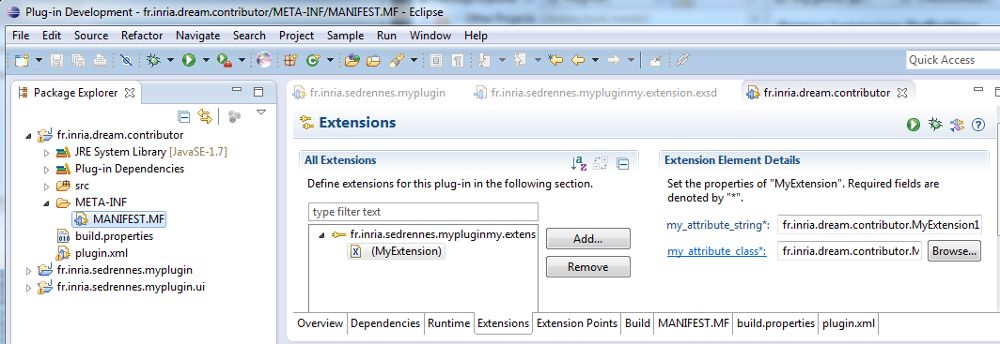 Plug-in Development - fr.inria.dream.contributor/META-INF/MANIFEST.MF - Eclipse
File Edit Source Refactor Navigate Search Project Sample Run Window Help
Quick Access
Package Explorer
fr.inria.dream.contributor
JRE System Library [JavaSE-1.7]
Plug-in Dependencies
src
META-INF
MANIFEST.MF
build.properties
plugin.xml
fr.inria.sedrennes.myplugin
fr.inria.sedrennes.myplugin.ui
fr.inria.sedrennes.myplugin fr.inria.sedrennes.mypluginmy.extension.exsd fr.inria.dream.contributor
Extensions
All Extensions
Define extensions for this plug-in in the following section.
type filter text
fr.inria.sedrennes.mypluginmy.extens
(MyExtension)
Add...
Remove
Extension Element Details
Set the properties of "MyExtension". Required fields are
denoted by "*".
my_attribute_string*: fr.inria.dream.contributor.MyExtension1
my_attribute_class*: fr.inria.dream.contributor.M Browse...
Overview Dependencies Runtime Extensions Extension Points Build MANIFEST.MF build.properties plugin.xml